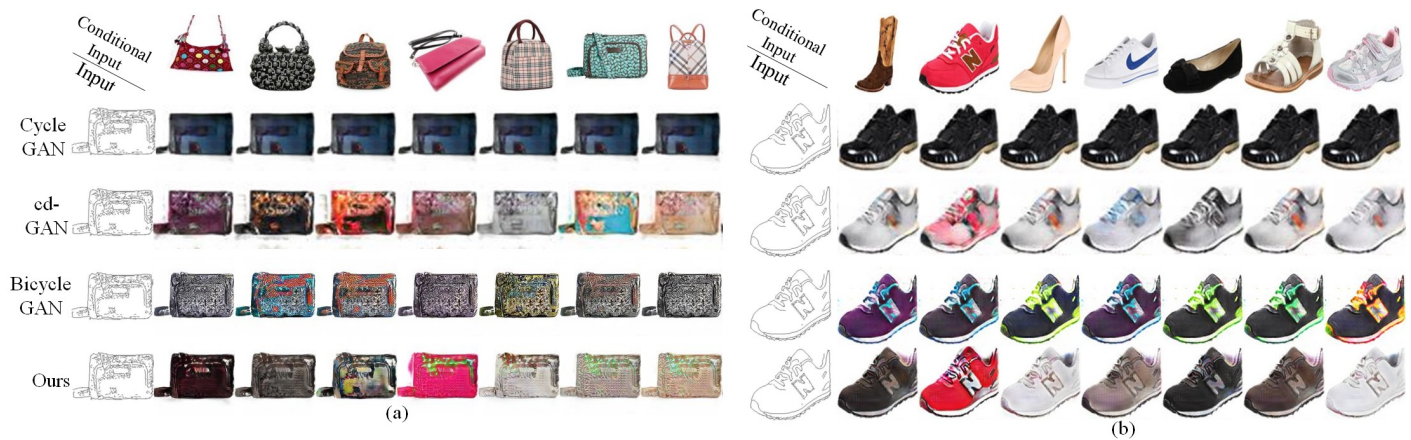 Conditional
Input
Input
Cycle
GAN
cd-
GAN
Bicycle
GAN
Ours
(a)
Conditional
Input
Input
N
(b)